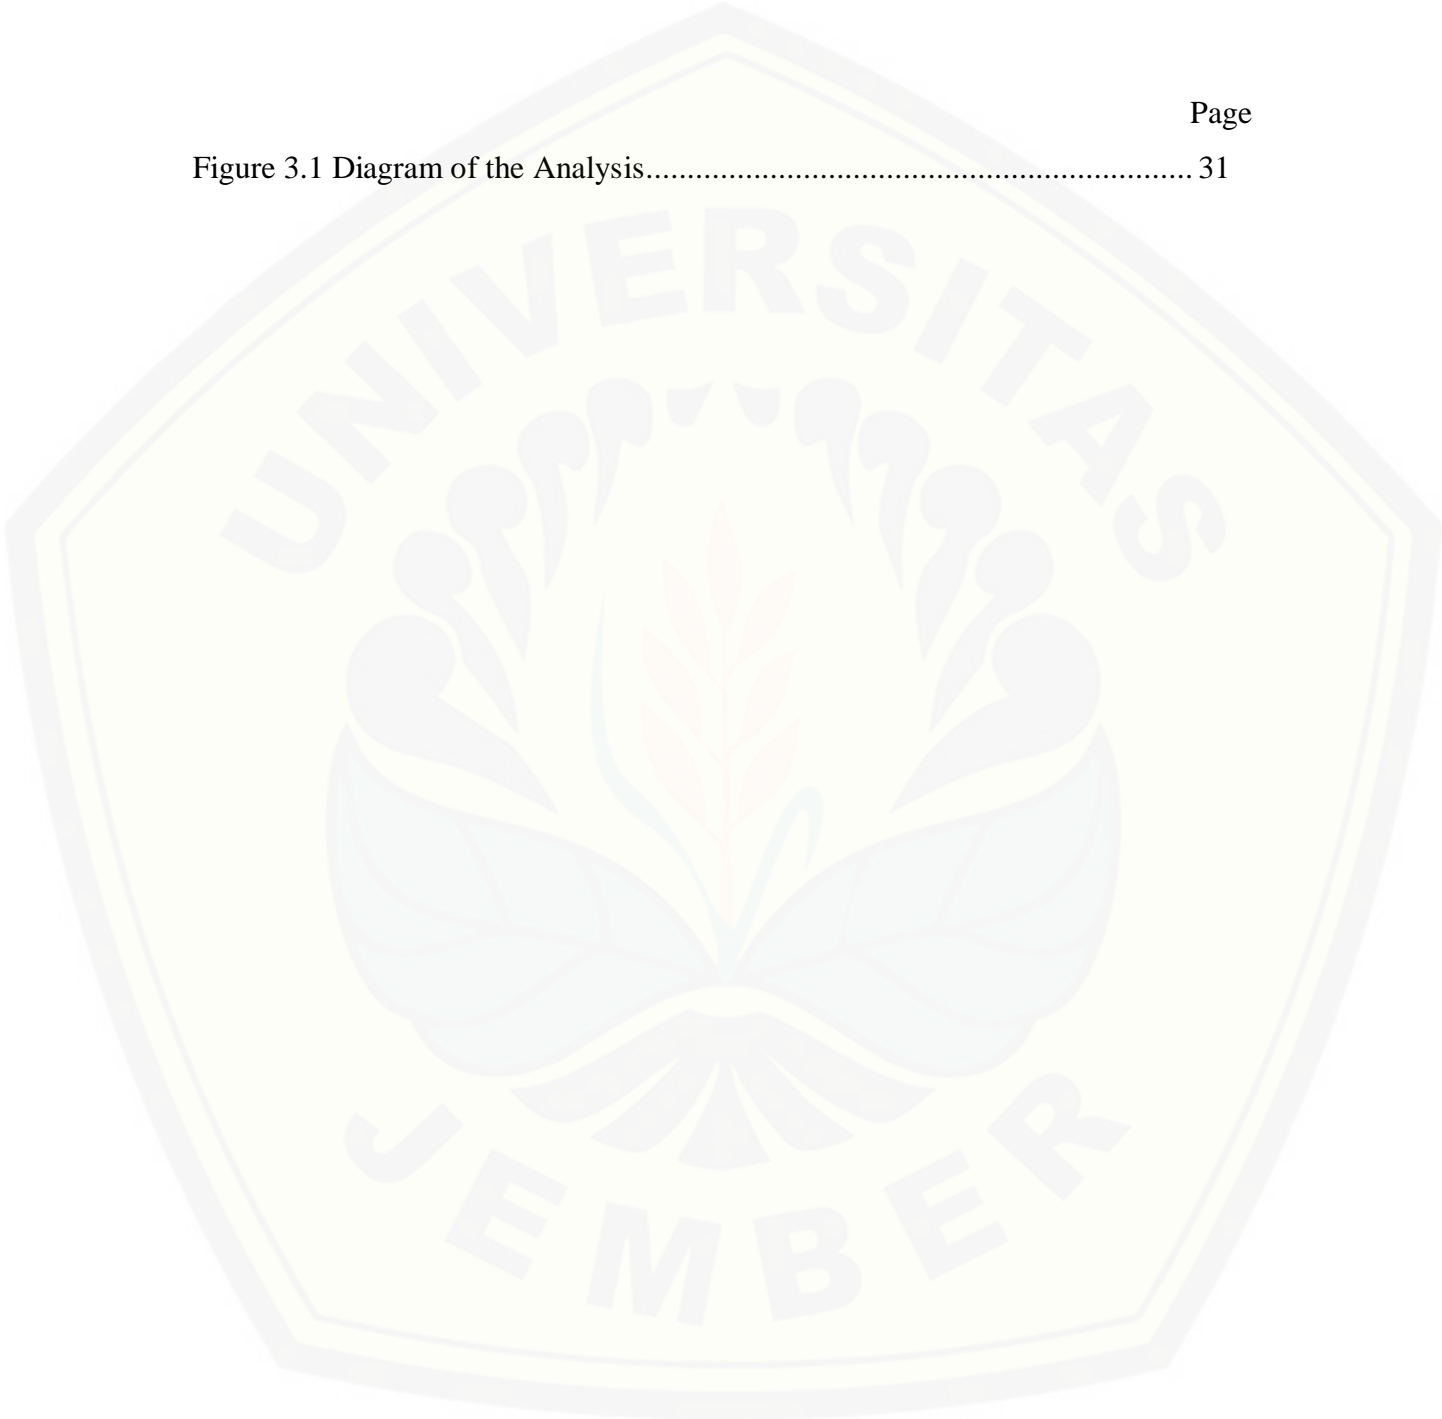 Page
Figure 3.1 Diagram of the Analysis.................................................................. 31
UNIVERSITAS
JEMBER